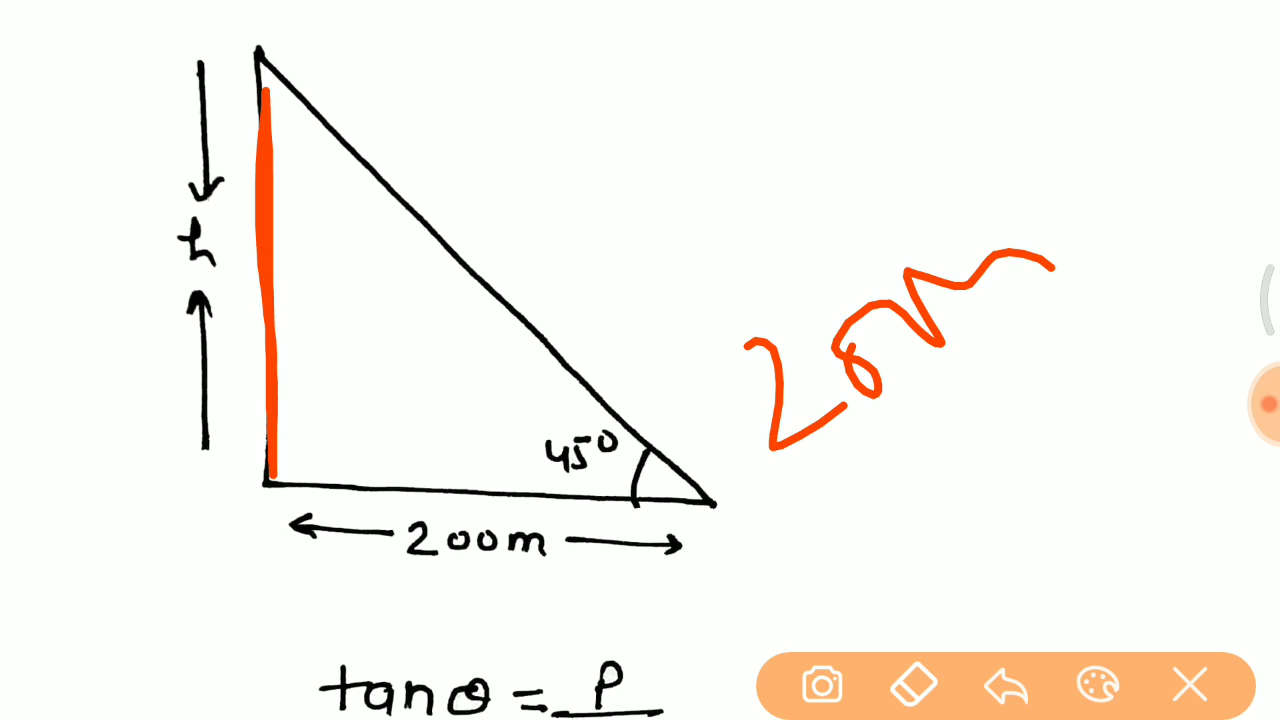 h
45°
200m
tanθ = P